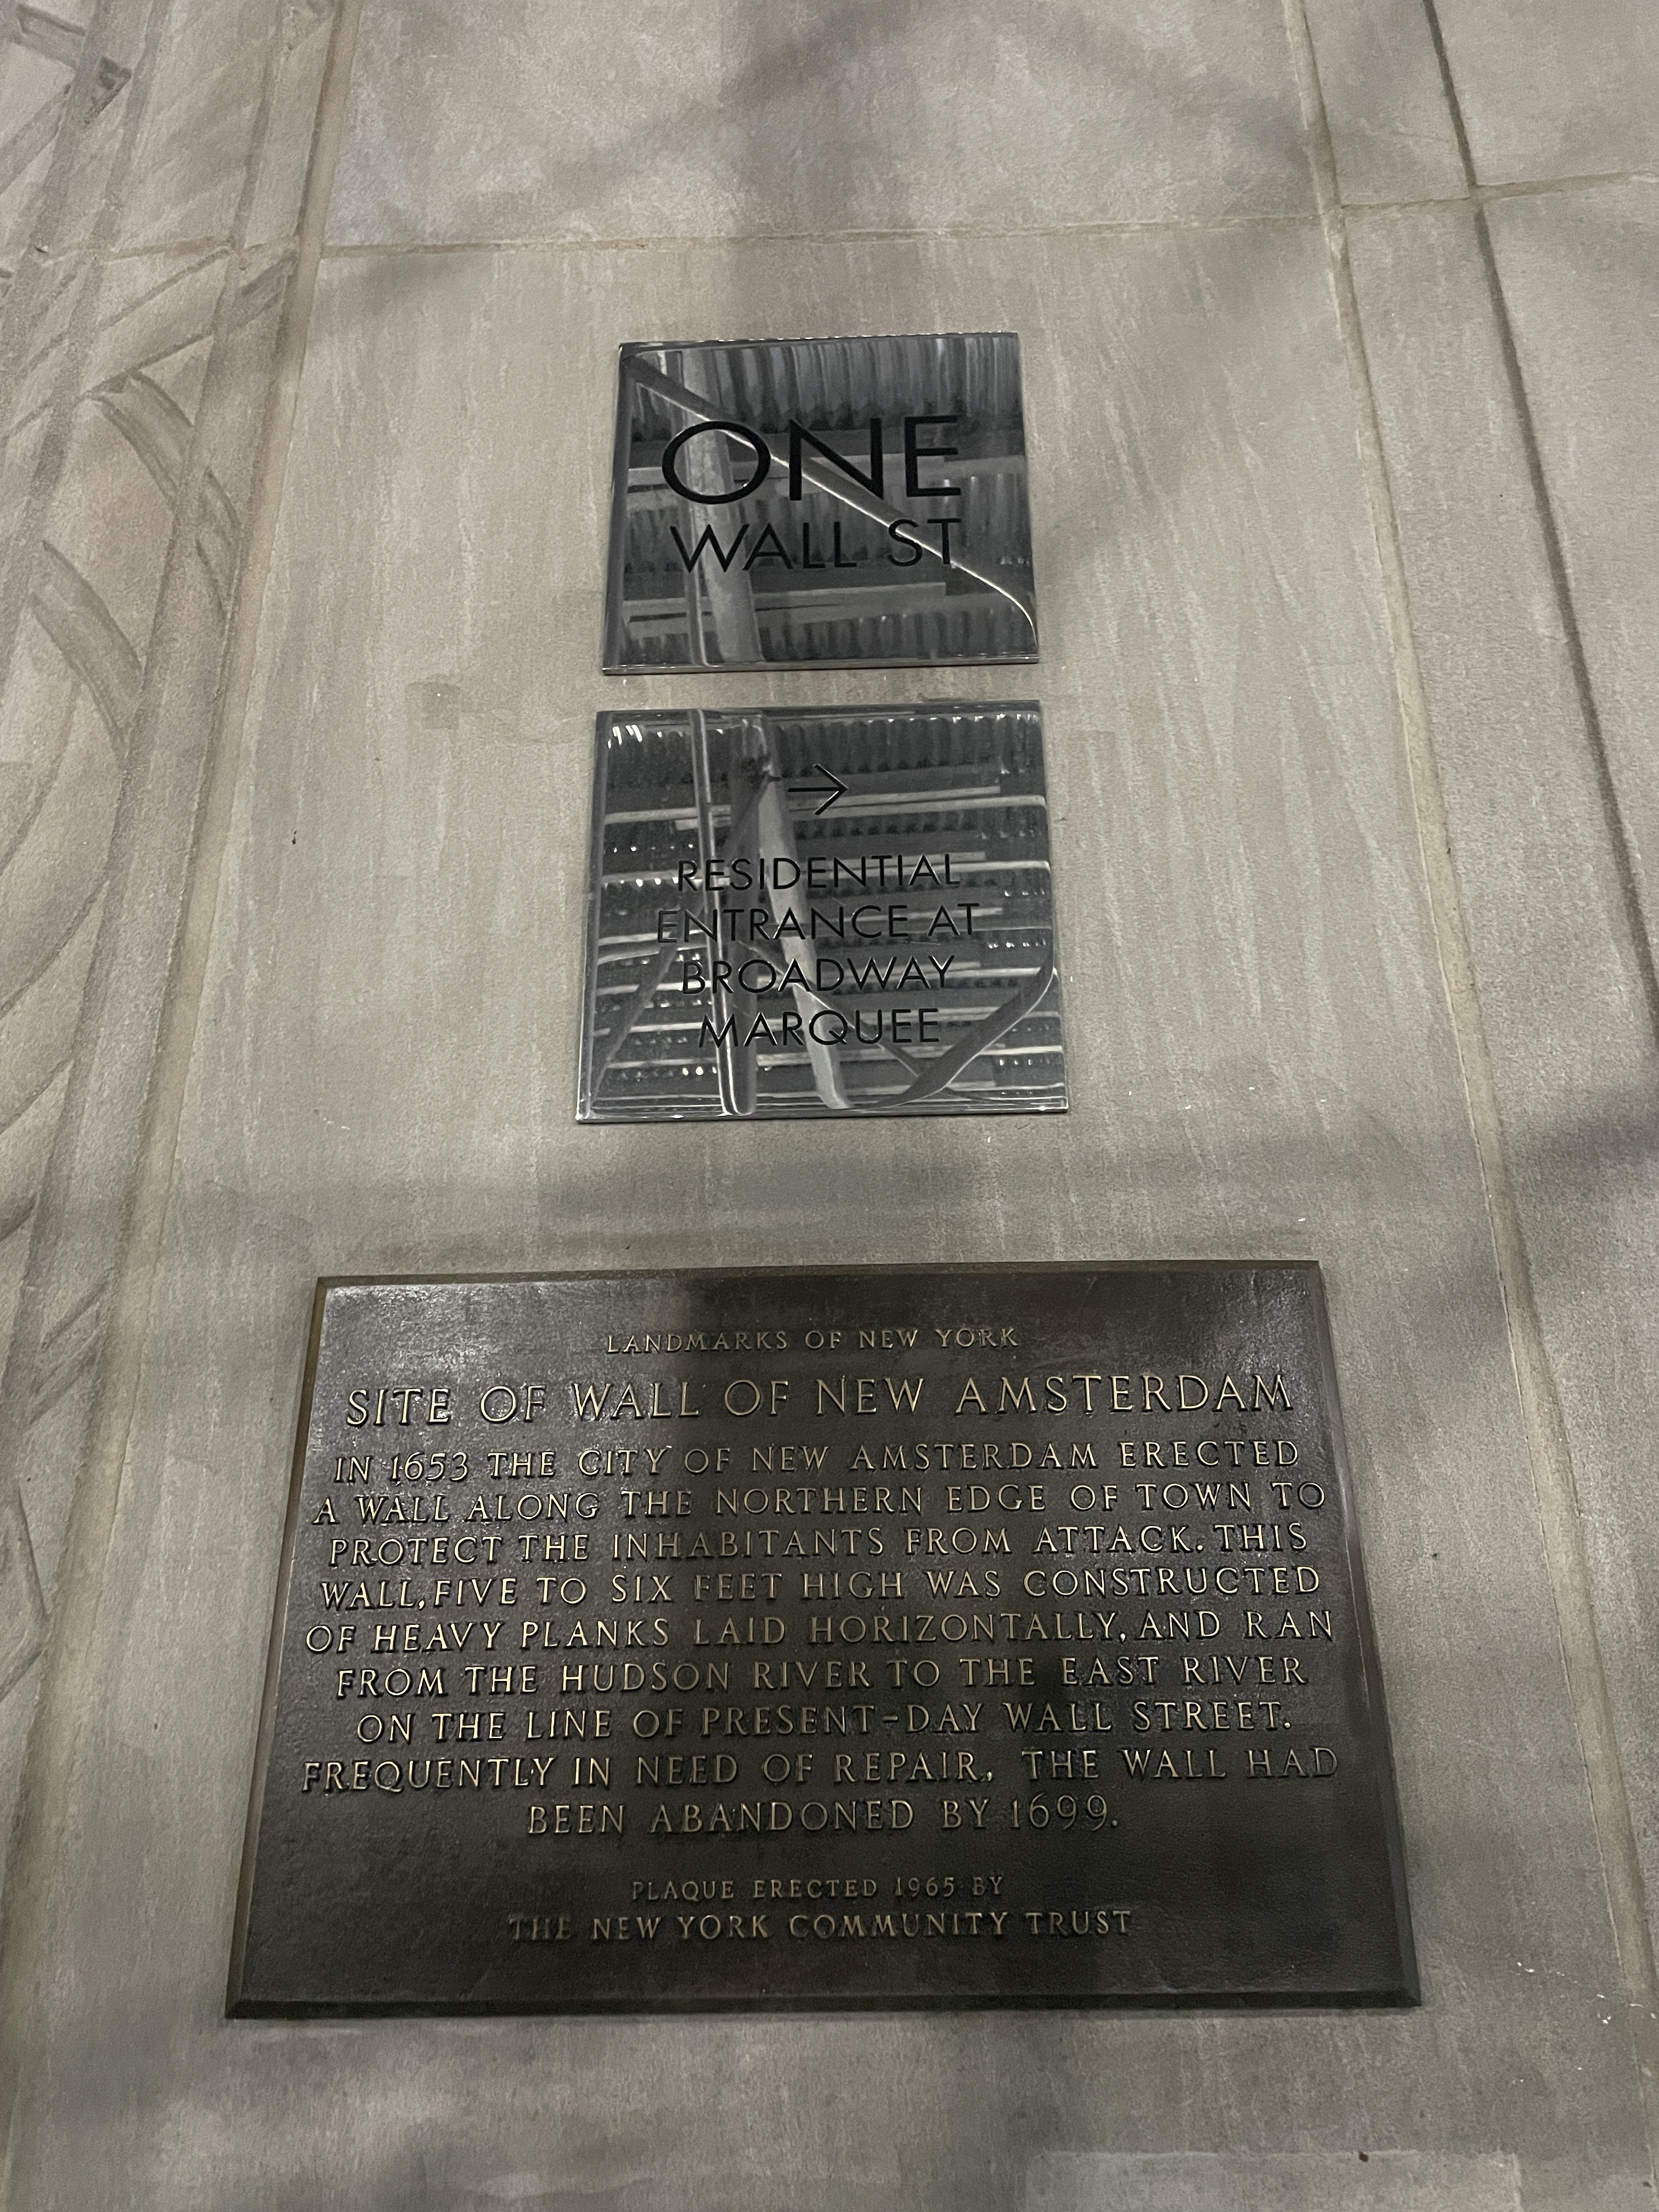 ONE
WALL ST
→
RESIDENTIAL
ENTRANCE AT
BROADWAY
MARQUEE
LANDMARKS OF NEW YORK
SITE OF WALL OF NEW AMSTERDAM
IN 1653 THE CITY OF NEW AMSTERDAM ERECTED
A WALL ALONG THE NORTHERN EDGE OF TOWN TO
PROTECT THE INHABITANTS FROM ATTACK. THIS
WALL, FIVE TO SIX FEET HIGH WAS CONSTRUCTED
OF HEAVY PLANKS LAID HORIZONTALLY, AND RAN
FROM THE HUDSON RIVER TO THE EAST RIVER
ON THE LINE OF PRESENT-DAY WALL STREET.
FREQUENTLY IN NEED OF REPAIR, THE WALL HAD
BEEN ABANDONED BY 1699.
PLAQUE ERECTED 1965 BY
THE NEW YORK COMMUNITY TRUST